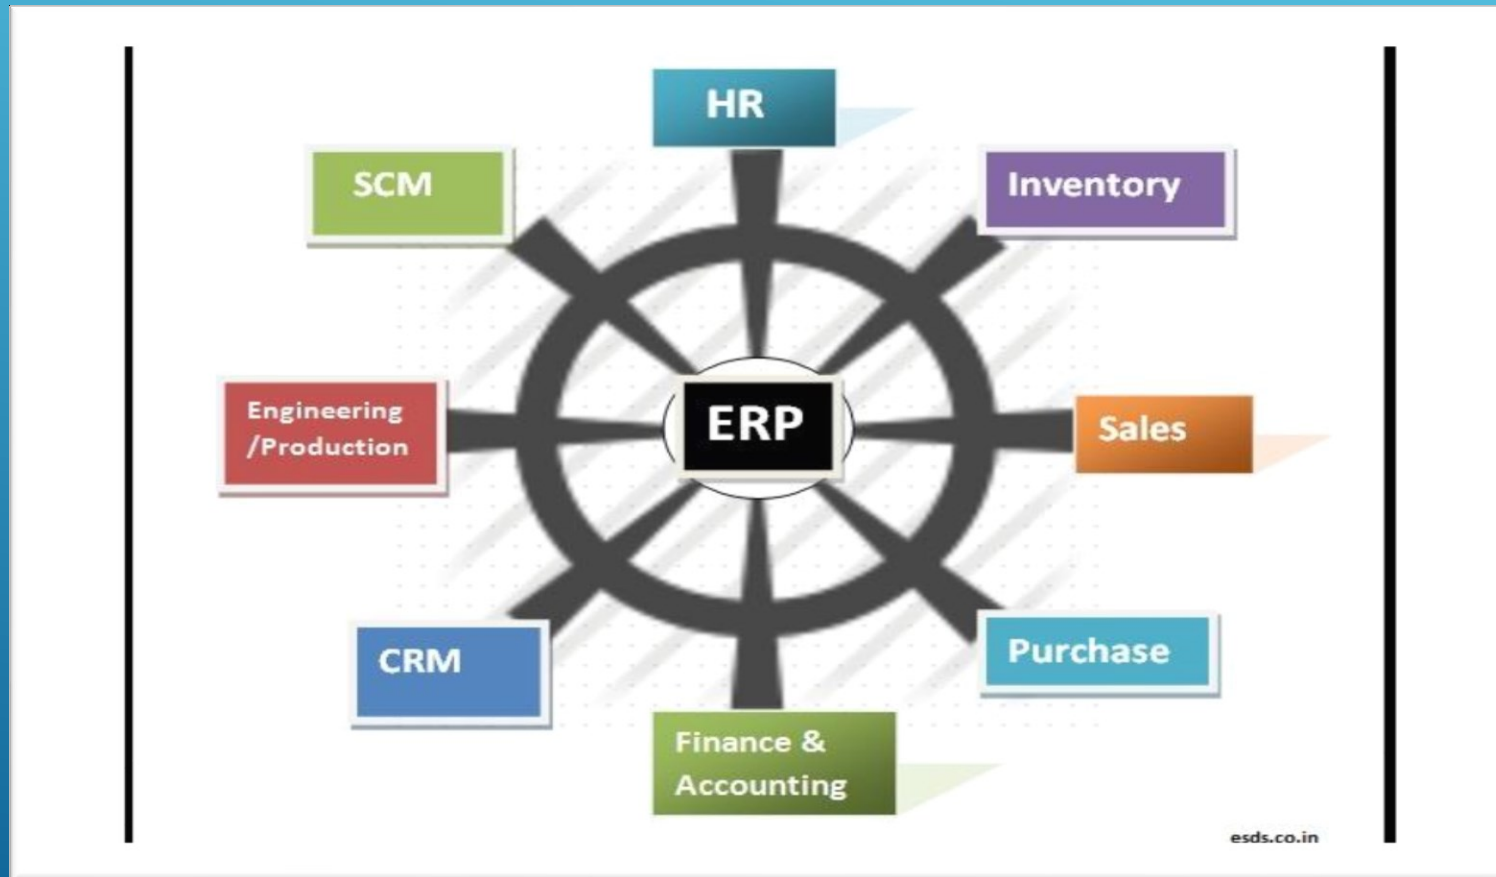 HR
SCM
Inventory
Engineering
/Production
ERP
Sales
CRM
Purchase
Finance &
Accounting
esds.co.in